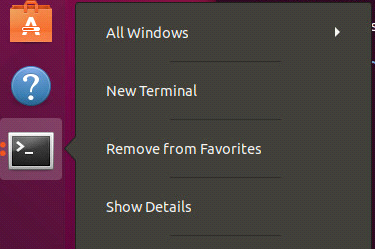 All Windows
New Terminal
Remove from Favorites
Show Details